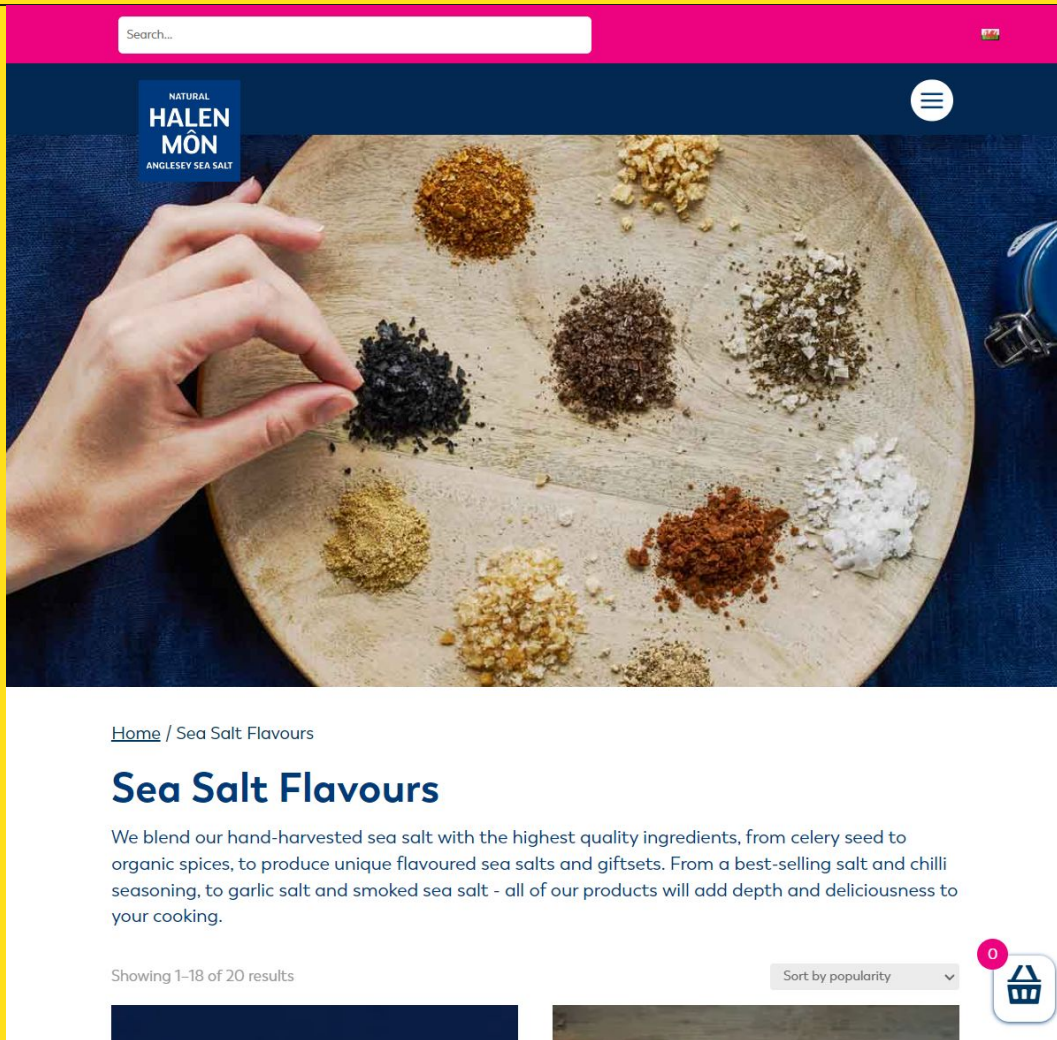 Search...
NATURAL
HALEN
MÔN
ANGLESEY SEA SALT
Home / Sea Salt Flavours
Sea Salt Flavours
We blend our hand-harvested sea salt with the highest quality ingredients, from celery seed to
organic spices, to produce unique flavoured sea salts and giftsets. From a best-selling salt and chilli
seasoning, to garlic salt and smoked sea salt - all of our products will add depth and deliciousness to
your cooking.
Showing 1–18 of 20 results
Sort by popularity
0